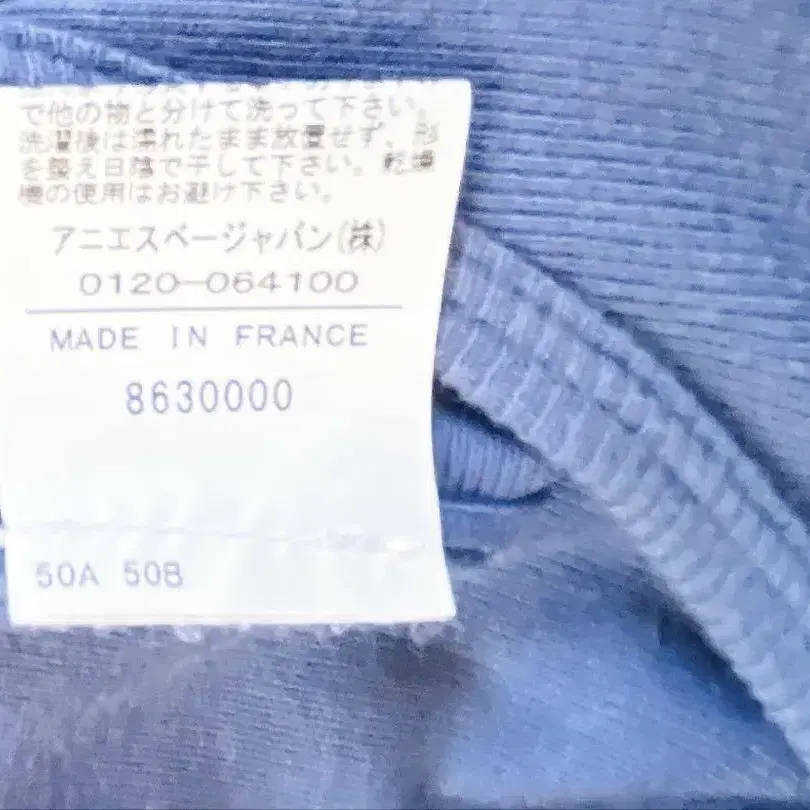 で他の物と分けて洗って下さい。
洗濯後は濡れたまま放置せず、形
を整え日陰で干して下さい。乾燥
機の使用はお避け下さい。
アニエスベージャパン(株)
0120-064100
MADE IN FRANCE
8630000
50A 50B